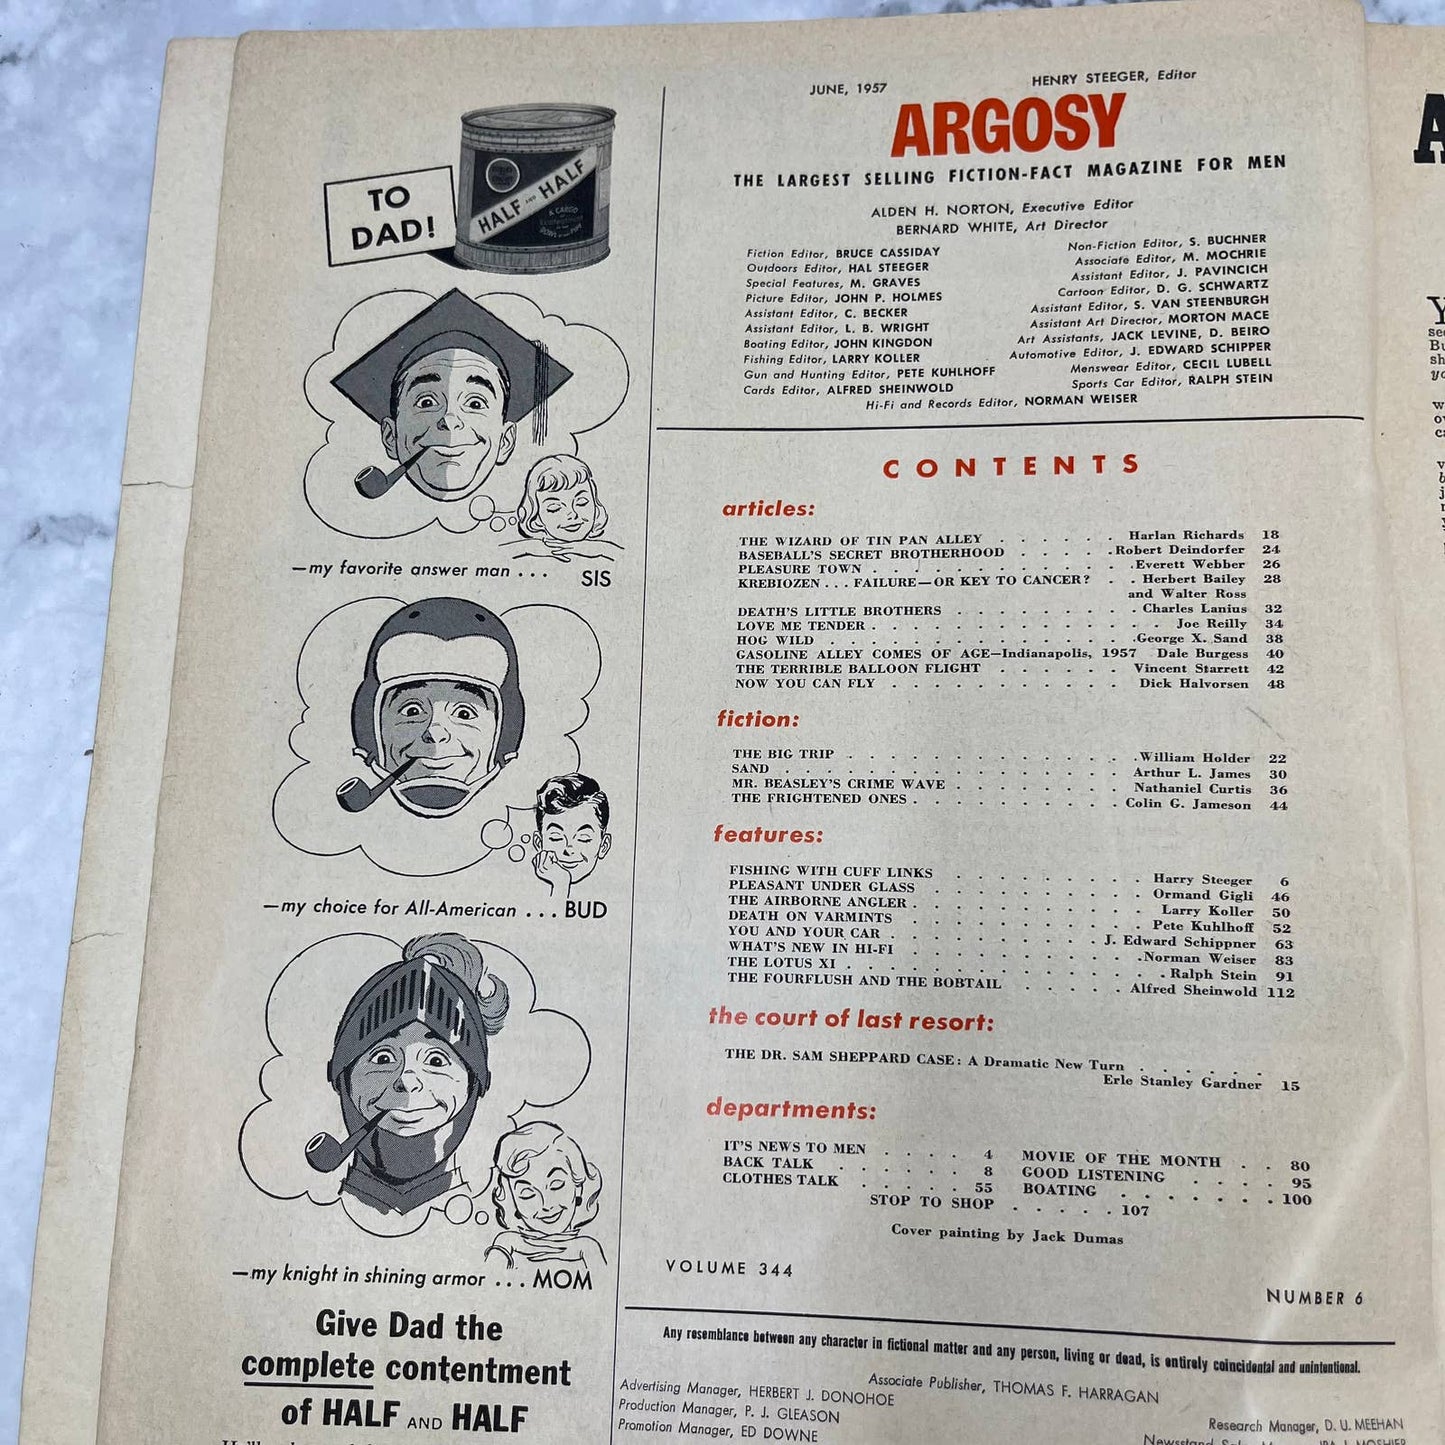 TO
DAD!
HALF AND HALF
A CARGO
—my favorite answer man . . . SIS
—my choice for All-American . . . BUD
—my knight in shining armor . . . MOM
Give Dad the
complete contentment
of HALF AND HALF
JUNE, 1957
HENRY STEEGER, Editor
ARGOSY
THE LARGEST SELLING FICTION-FACT MAGAZINE FOR MEN
ALDEN H. NORTON, Executive Editor
BERNARD WHITE, Art Director
Fiction Editor, BRUCE CASSIDAY
Outdoors Editor, HAL STEEGER
Special Features, M. GRAVES
Picture Editor, JOHN P. HOLMES
Assistant Editor, C. BECKER
Assistant Editor, L. B. WRIGHT
Boating Editor, JOHN KINGDON
Fishing Editor, LARRY KOLLER
Gun and Hunting Editor, PETE KUHLHOFF
Cards Editor, ALFRED SHEINWOLD
Non-Fiction Editor, S. BUCHNER
Associate Editor, M. MOCHRIE
Assistant Editor, J. PAVINCICH
Cartoon Editor, D. G. SCHWARTZ
Assistant Editor, S. VAN STEENBURGH
Assistant Art Director, MORTON MACE
Art Assistants, JACK LEVINE, D. BEIRO
Automotive Editor, J. EDWARD SCHIPPER
Menswear Editor, CECIL LUBELL
Sports Car Editor, RALPH STEIN
Hi-Fi and Records Editor, NORMAN WEISER
CONTENTS
articles:
THE WIZARD OF TIN PAN ALLEY . . . . . . Harlan Richards 18
BASEBALL'S SECRET BROTHERHOOD . . . . . Robert Deindorfer 24
PLEASURE TOWN . . . . . . . . . . . . . Everett Webber 26
KREBIOZEN . . . FAILURE—OR KEY TO CANCER? . . Herbert Bailey 28
and Walter Ross
DEATH'S LITTLE BROTHERS . . . . . . . . . Charles Lanius 32
LOVE ME TENDER . . . . . . . . . . . . . Joe Reilly 34
HOG WILD . . . . . . . . . . . . . . . George X. Sand 38
GASOLINE ALLEY COMES OF AGE—Indianapolis, 1957 Dale Burgess 40
THE TERRIBLE BALLOON FLIGHT . . . . . . Vincent Starrett 42
NOW YOU CAN FLY . . . . . . . . . . . Dick Halvorsen 48
fiction:
THE BIG TRIP . . . . . . . . . . . . . William Holder 22
SAND . . . . . . . . . . . . . . . . Arthur L. James 30
MR. BEASLEY'S CRIME WAVE . . . . . . . . Nathaniel Curtis 36
THE FRIGHTENED ONES . . . . . . . . . . Colin G. Jameson 44
features:
FISHING WITH CUFF LINKS . . . . . . . . . Harry Steeger 6
PLEASANT UNDER GLASS . . . . . . . . . . Ormand Gigli 46
THE AIRBORNE ANGLER . . . . . . . . . . Larry Koller 50
DEATH ON VARMINTS . . . . . . . . . . . Pete Kuhlhoff 52
YOU AND YOUR CAR . . . . . . . . . . J. Edward Schippner 63
WHAT'S NEW IN HI-FI . . . . . . . . . . Norman Weiser 83
THE LOTUS XI . . . . . . . . . . . . . Ralph Stein 91
THE FOURFLUSH AND THE BOBTAIL . . . . . Alfred Sheinwold 112
the court of last resort:
THE DR. SAM SHEPPARD CASE: A Dramatic New Turn . . . . . .
Erle Stanley Gardner 15
departments:
IT'S NEWS TO MEN . . . . 4
BACK TALK . . . . . . 8
CLOTHES TALK . . . . . 55
MOVIE OF THE MONTH . . 80
GOOD LISTENING . . . . 95
BOATING . . . . . . . 100
STOP TO SHOP . . . . . 107
Cover painting by Jack Dumas
VOLUME 344
NUMBER 6
Any resemblance between any character in fictional matter and any person, living or dead, is entirely coincidental and unintentional.
Associate Publisher, THOMAS F. HARRAGAN
Advertising Manager, HERBERT J. DONOHOE
Production Manager, P. J. GLEASON
Promotion Manager, ED DOWNE
Research Manager, D. U. MEEHAN